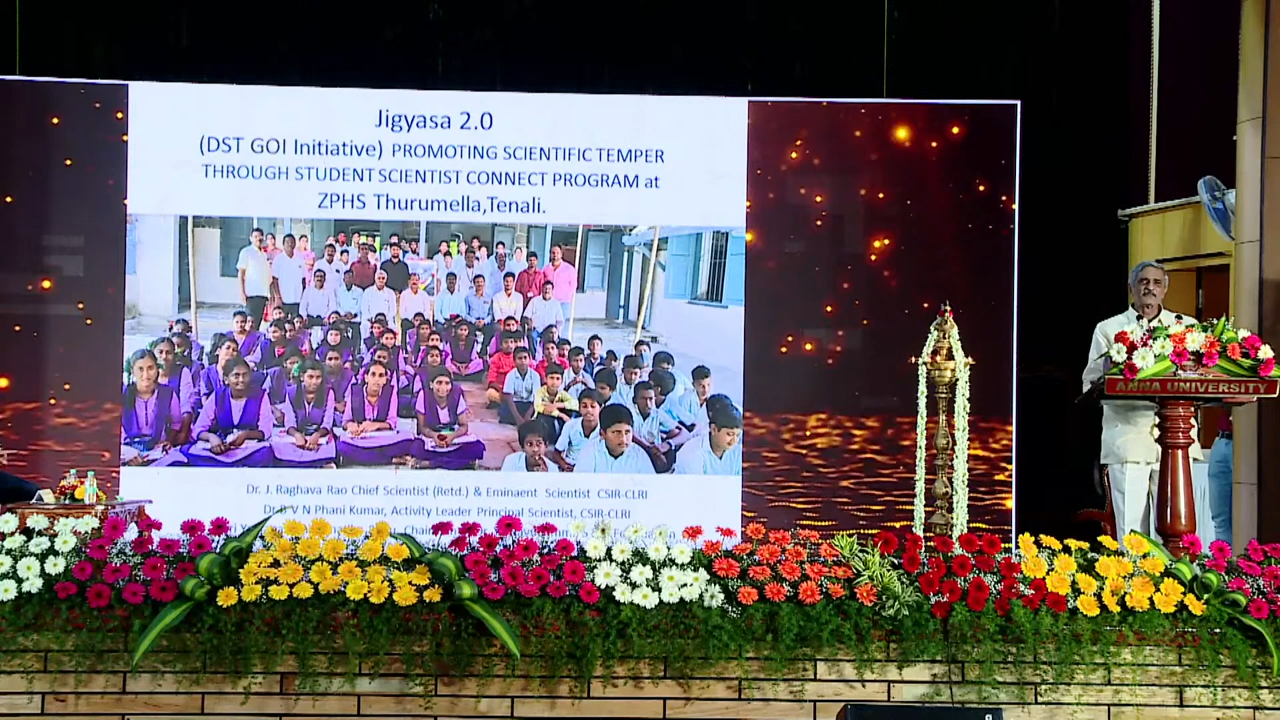 Jigyasa 2.0
(DST GOI Initiative) PROMOTING SCIENTIFIC TEMPER
THROUGH STUDENT SCIENTIST CONNECT PROGRAM at
ZPHS Thurumella,Tenali.
Dr. J. Raghava Rao Chief Scientist (Retd.) & Eminaent Scientist CSIR-CLRI
Dr.B V N Phani Kumar, Activity Leader Principal Scientist, CSIR-CLRI
ANNA UNIVERSITY